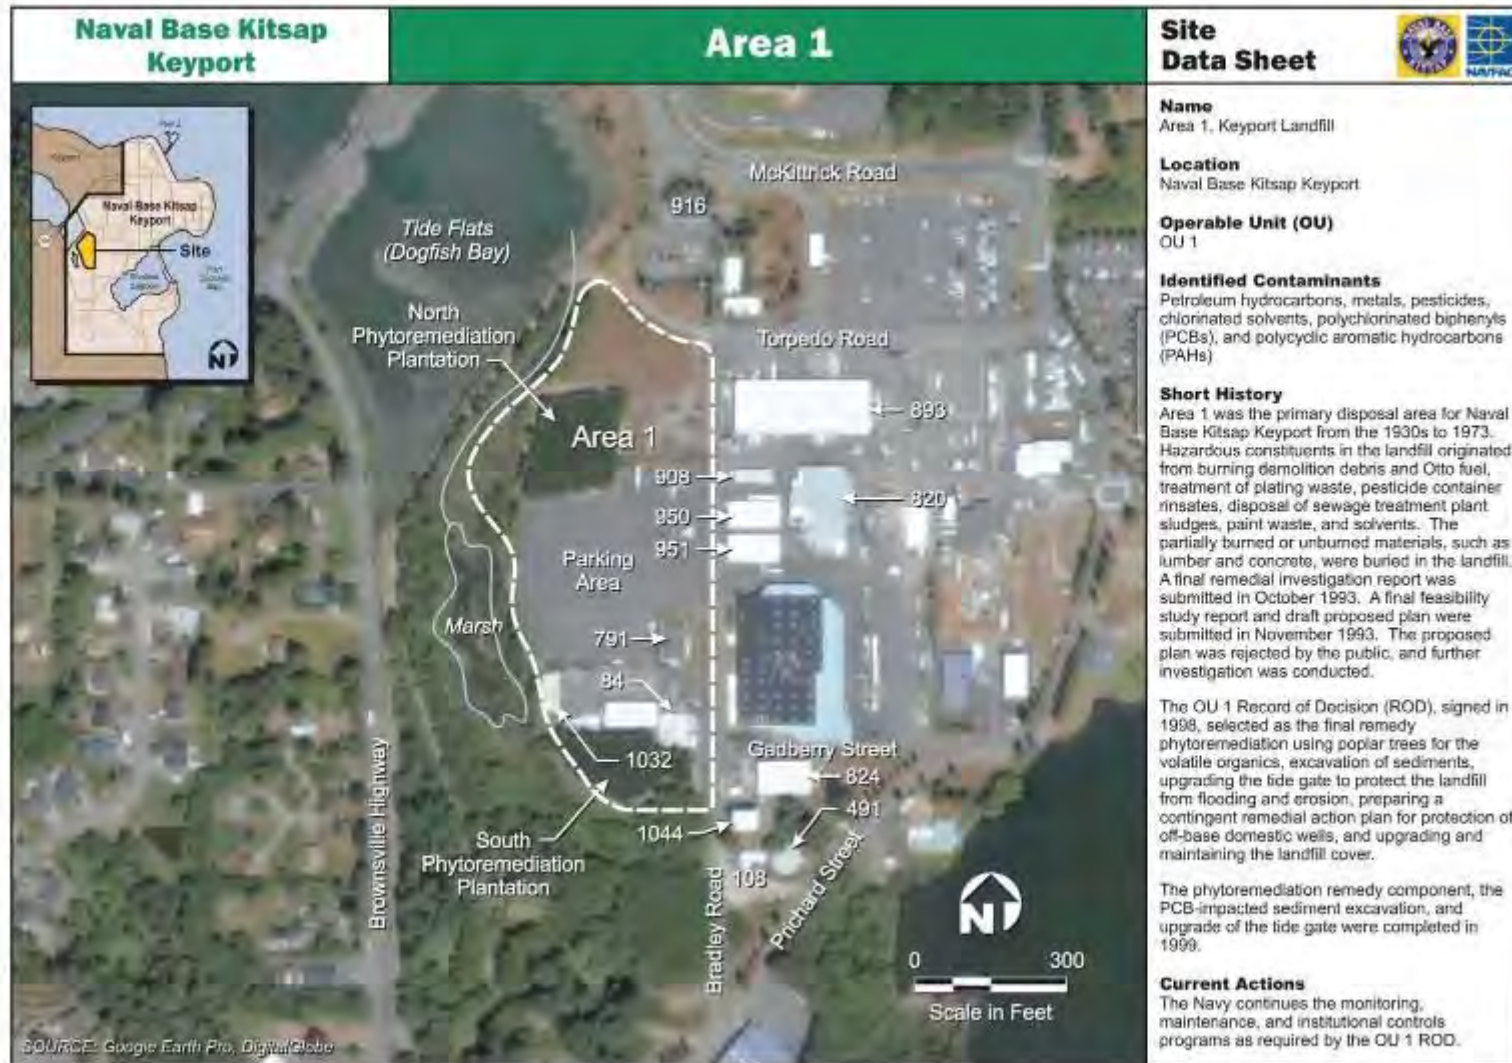 Naval Base Kitsap
Keyport
Area 1
Site
Data Sheet
Naval Base Kitsap
Keyport
Site
N
Tide Flats
(Dogfish Bay)
McKittrick Road
916
North
Phytoremediation
Plantation
Torpedo Road
893
Area 1
908
820
950
951
Parking
Area
Marsh
791
84
Gadberry Street
1032
824
491
1044
South
Phytoremediation
Plantation
108
Brownsville Highway
Bradley Road
Prichard Street
N
0 300
Scale in Feet
SOURCE: Google Earth Pro, DigitalGlobe
Name
Area 1, Keyport Landfill
Location
Naval Base Kitsap Keyport
Operable Unit (OU)
OU 1
Identified Contaminants
Petroleum hydrocarbons, metals, pesticides,
chlorinated solvents, polychlorinated biphenyls
(PCBs), and polycyclic aromatic hydrocarbons
(PAHs)
Short History
Area 1 was the primary disposal area for Naval
Base Kitsap Keyport from the 1930s to 1973.
Hazardous constituents in the landfill originated
from burning demolition debris and Otto fuel,
treatment of plating waste, pesticide container
rinsates, disposal of sewage treatment plant
sludges, paint waste, and solvents. The
partially burned or unburned materials, such as
lumber and concrete, were buried in the landfill.
A final remedial investigation report was
submitted in October 1993. A final feasibility
study report and draft proposed plan were
submitted in November 1993. The proposed
plan was rejected by the public, and further
investigation was conducted.
The OU 1 Record of Decision (ROD), signed in
1998, selected as the final remedy
phytoremediation using poplar trees for the
volatile organics, excavation of sediments,
upgrading the tide gate to protect the landfill
from flooding and erosion, preparing a
contingent remedial action plan for protection of
off-base domestic wells, and upgrading and
maintaining the landfill cover.
The phytoremediation remedy component, the
PCB-impacted sediment excavation, and
upgrade of the tide gate were completed in
1999.
Current Actions
The Navy continues the monitoring,
maintenance, and institutional controls
programs as required by the OU 1 ROD.